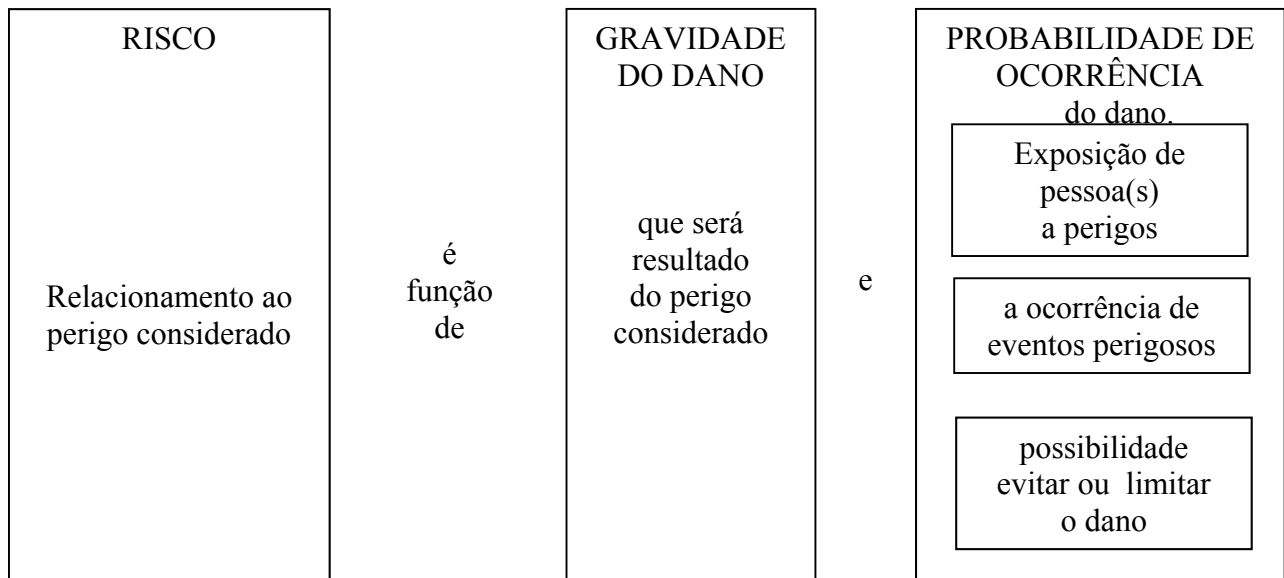 RISCO
Relacionamento ao
perigo considerado
é
função
de
GRAVIDADE
DO DANO
que será
resultado
do perigo
considerado
e
PROBABILIDADE DE
OCORRÊNCIA
do dano.
Exposição de
pessoa(s)
a perigos
a ocorrência de
eventos perigosos
possibilidade
evitar ou limitar
o dano